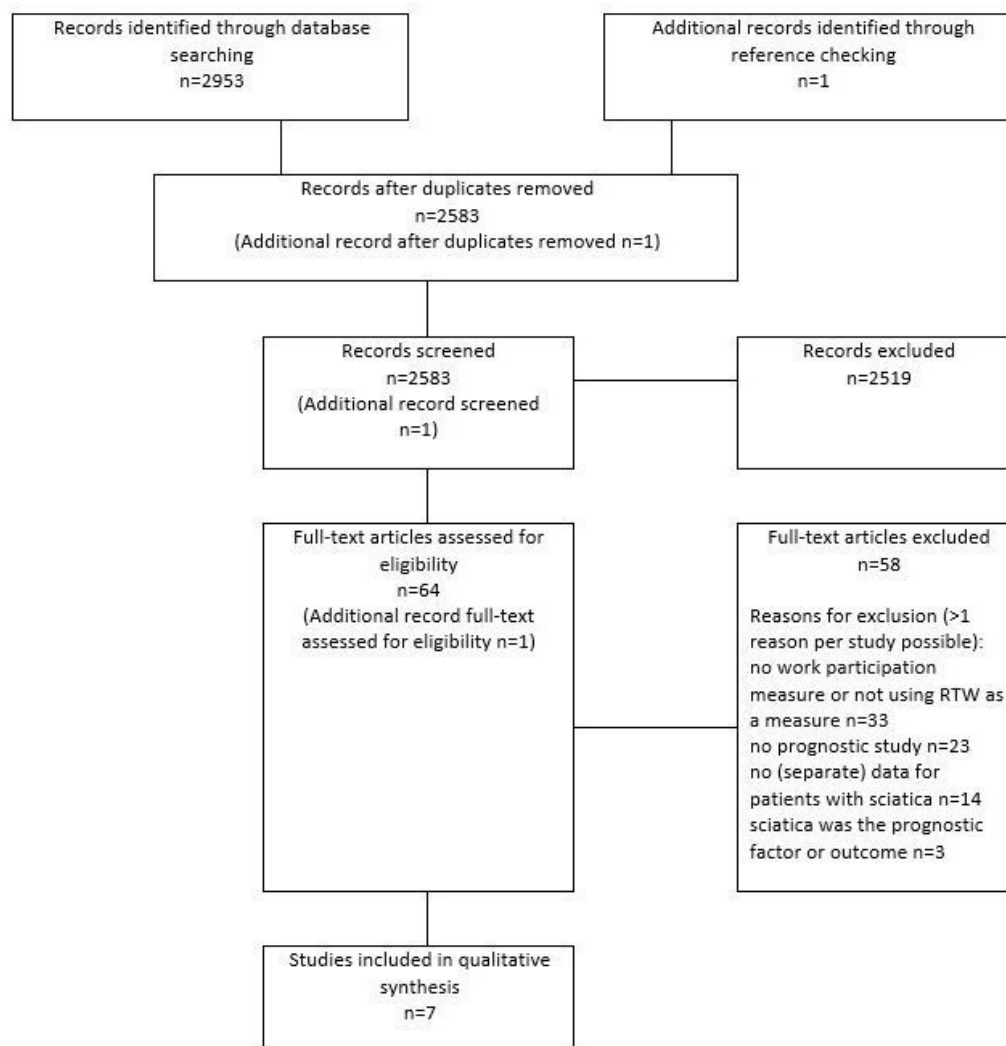 Records identified through database
searching
n=2953
Additional records identified through
reference checking
n=1
Records after duplicates removed
n=2583
(Additional record after duplicates removed n=1)
Records screened
n=2583
(Additional record screened
n=1)
Records excluded
n=2519
Full-text articles assessed for
eligibility
n=64
(Additional record full-text
assessed for eligibility n=1)
Full-text articles excluded
n=58
Reasons for exclusion (>1
reason per study possible):
no work participation
measure or not using RTW as
a measure n=33
no prognostic study n=23
no (separate) data for
patients with sciatica n=14
sciatica was the prognostic
factor or outcome n=3
Studies included in qualitative
synthesis
n=7